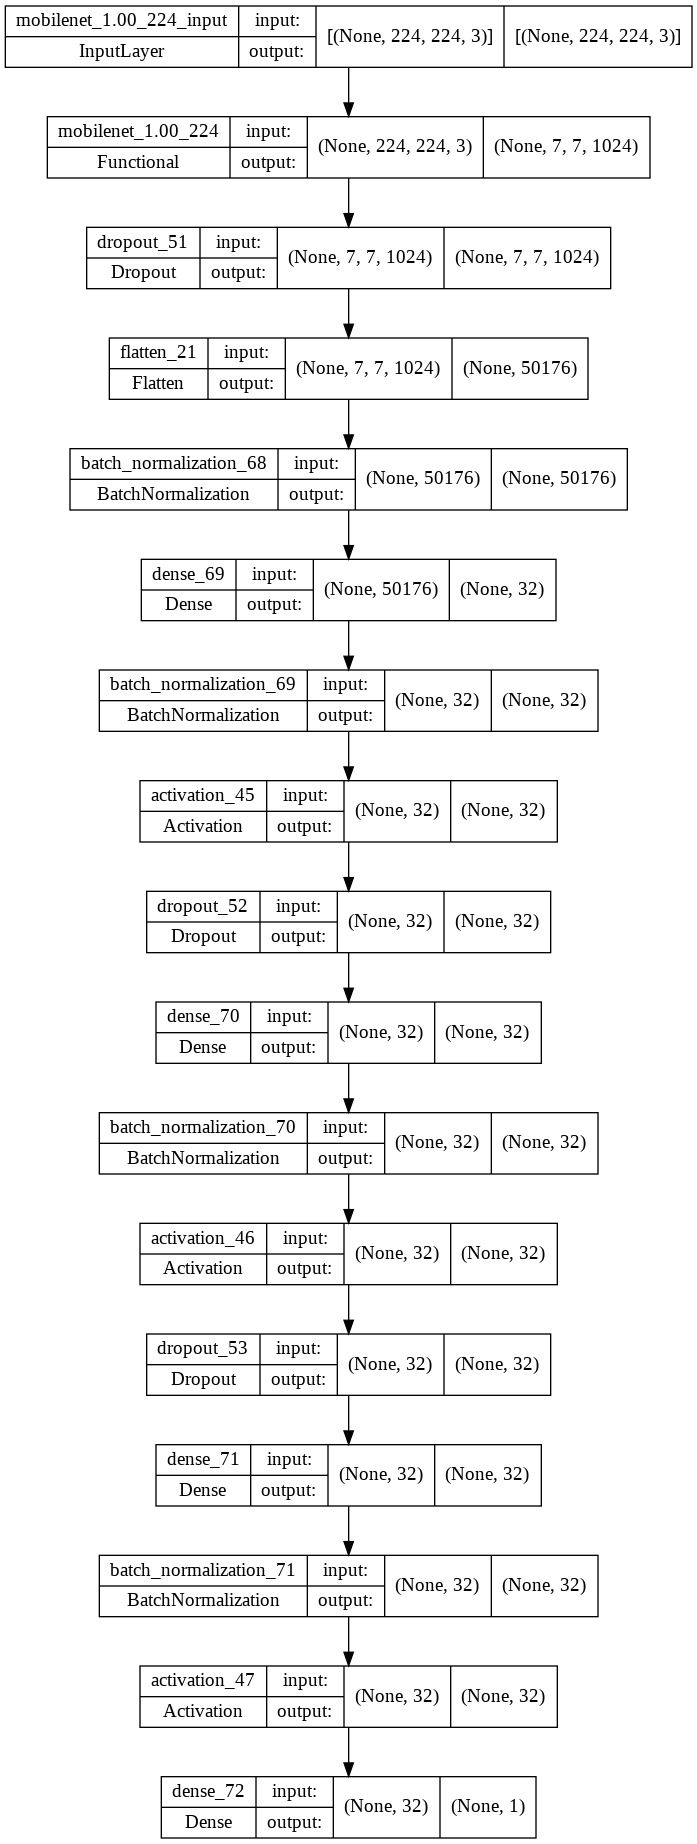 mobilenet_1.00_224_input input: [(None, 224, 224, 3)] [(None, 224, 224, 3)]
InputLayer output:
mobilenet_1.00_224 input: (None, 224, 224, 3) (None, 7, 7, 1024)
Functional output:
dropout_51 input: (None, 7, 7, 1024) (None, 7, 7, 1024)
Dropout output:
flatten_21 input: (None, 7, 7, 1024) (None, 50176)
Flatten output:
batch_normalization_68 input: (None, 50176) (None, 50176)
BatchNormalization output:
dense_69 input: (None, 50176) (None, 32)
Dense output:
batch_normalization_69 input: (None, 32) (None, 32)
BatchNormalization output:
activation_45 input: (None, 32) (None, 32)
Activation output:
dropout_52 input: (None, 32) (None, 32)
Dropout output:
dense_70 input: (None, 32) (None, 32)
Dense output:
batch_normalization_70 input: (None, 32) (None, 32)
BatchNormalization output:
activation_46 input: (None, 32) (None, 32)
Activation output:
dropout_53 input: (None, 32) (None, 32)
Dropout output:
dense_71 input: (None, 32) (None, 32)
Dense output:
batch_normalization_71 input: (None, 32) (None, 32)
BatchNormalization output:
activation_47 input: (None, 32) (None, 32)
Activation output:
dense_72 input: (None, 32) (None, 1)
Dense output: